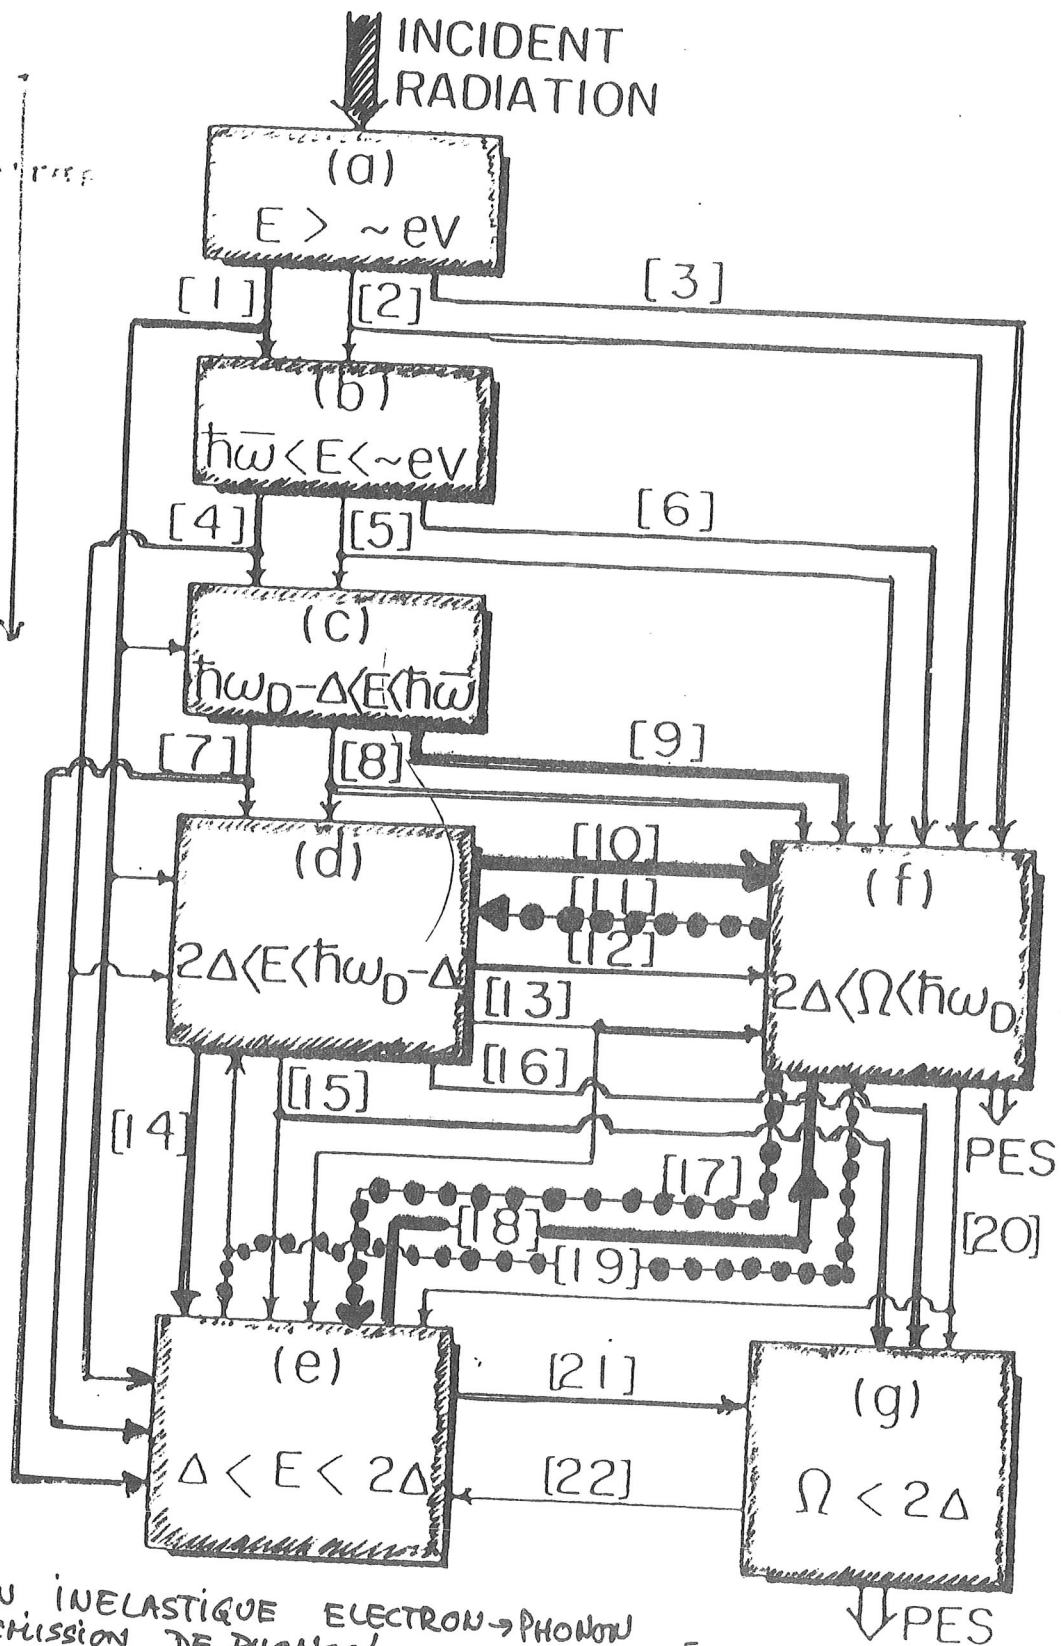 INCIDENT
RADIATION
(a)
E > ~eV
[1]
[2]
[3]
(b)
ħω̅<E<~eV
[4]
[5]
[6]
(c)
ħω_D-Δ<E<ħω̅
[7]
[8]
[9]
(d)
2Δ<E<ħω_D-Δ
[10]
[11]
[12]
[13]
(f)
2Δ<Ω<ħω_D
[14]
[15]
[16]
PES
[17]
[18]
[19]
[20]
(e)
Δ < E < 2Δ
[21]
[22]
(g)
Ω < 2Δ
INELASTIQUE ELECTRON→PHONON
DE PHONON
PES